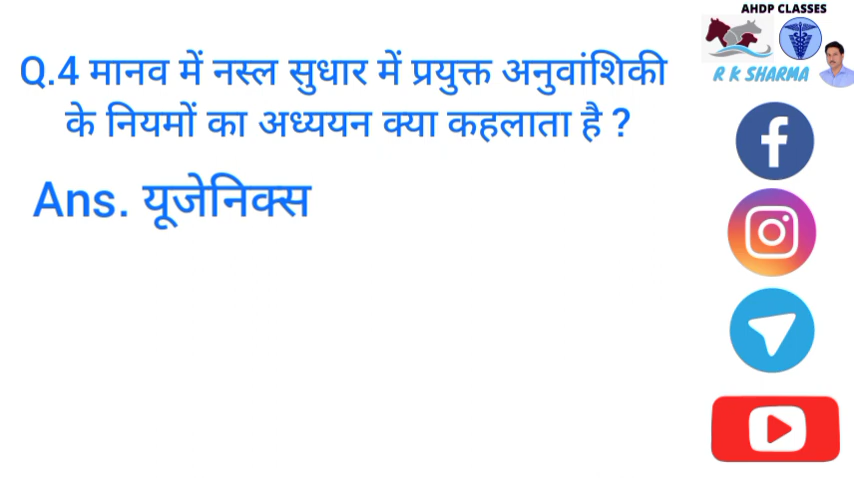 AHDP CLASSES
R K SHARMA
Q.4 मानव में नस्ल सुधार में प्रयुक्त अनुवांशिकी
के नियमों का अध्ययन क्या कहलाता है ?
Ans. यूजेनिक्स